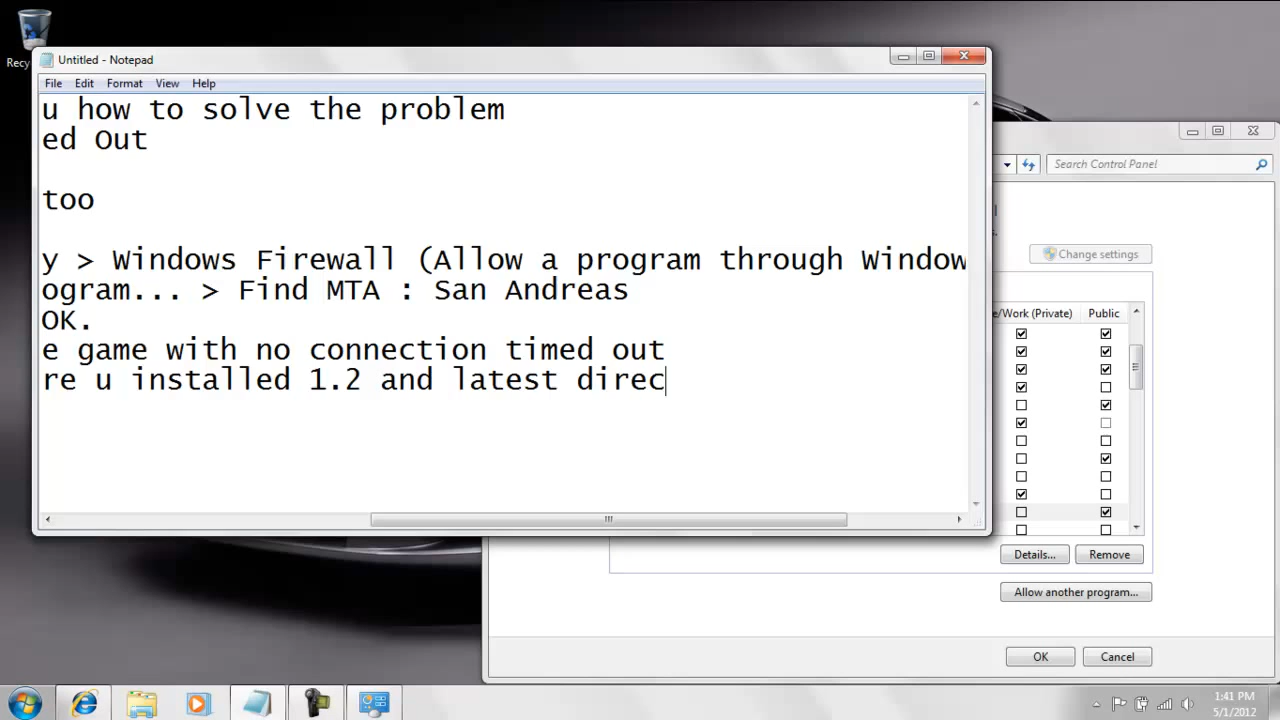 Recy
Untitled - Notepad
File Edit Format View Help
u how to solve the problem
ed Out
too
y > Windows Firewall (Allow a program through Window
ogram... > Find MTA : San Andreas
OK.
e game with no connection timed out
re u installed 1.2 and latest direc
Search Control Panel
Change settings
e/Work (Private) Public
Details... Remove
Allow another program...
OK Cancel
1:41 PM
5/1/2012